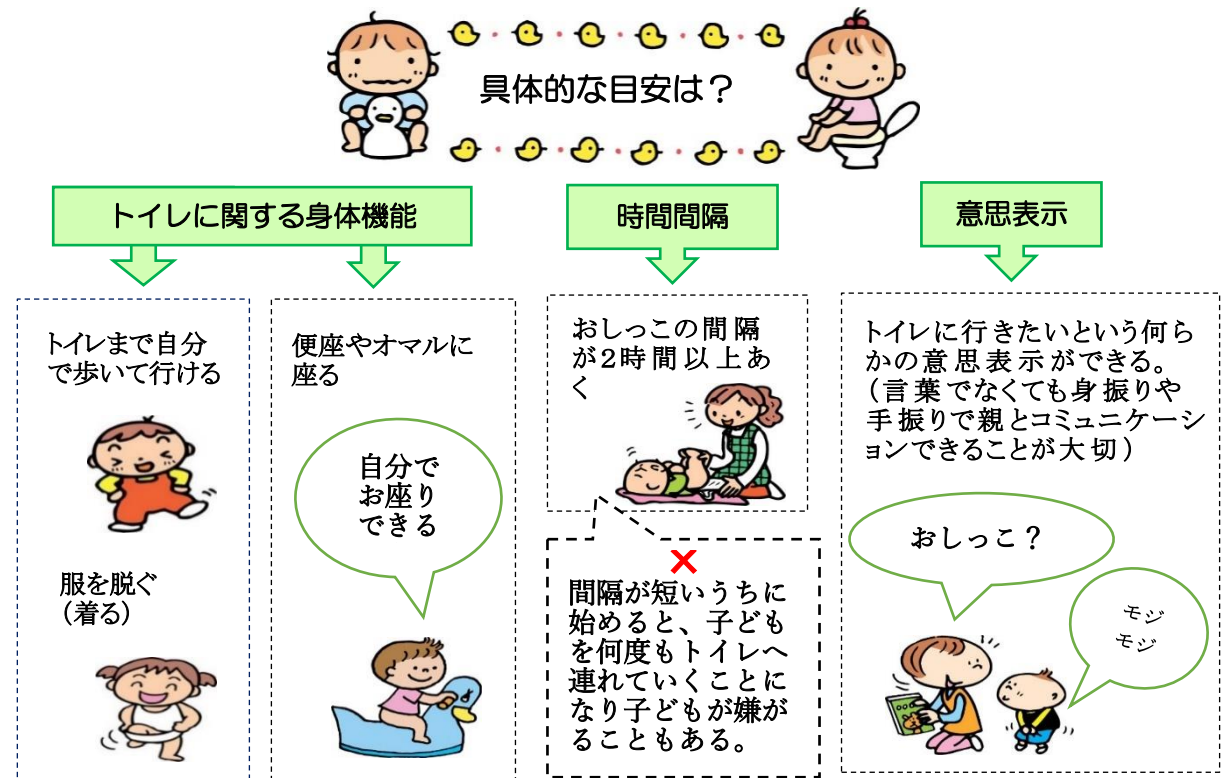 具体的な目安は？
トイレに関する身体機能
時間間隔
意思表示
トイレまで自分
で歩いて行ける
服を脱ぐ
（着る）
便座やオマルに
座る
自分で
お座り
できる
おしっこの間隔
が2時間以上あ
く
×
間隔が短いうちに
始めると、子ども
を何度もトイレへ
連れていくことに
なり子どもが嫌が
ることもある。
トイレに行きたいという何ら
かの意思表示ができる。
（言葉でなくても身振りや
手振りで親とコミュニケーシ
ョンできることが大切）
おしっこ？
モジ
モジ